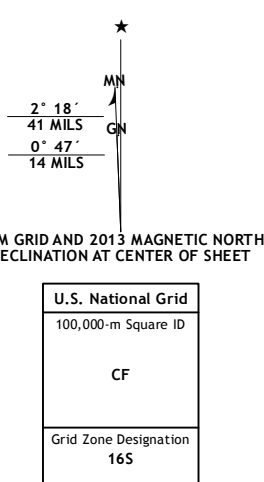 ★
MN
2° 18´
41 MILS
GN
0° 47´
14 MILS
M GRID AND 2013 MAGNETIC NORTH
ECLINATION AT CENTER OF SHEET
U.S. National Grid
100,000-m Square ID
CF
Grid Zone Designation
16S